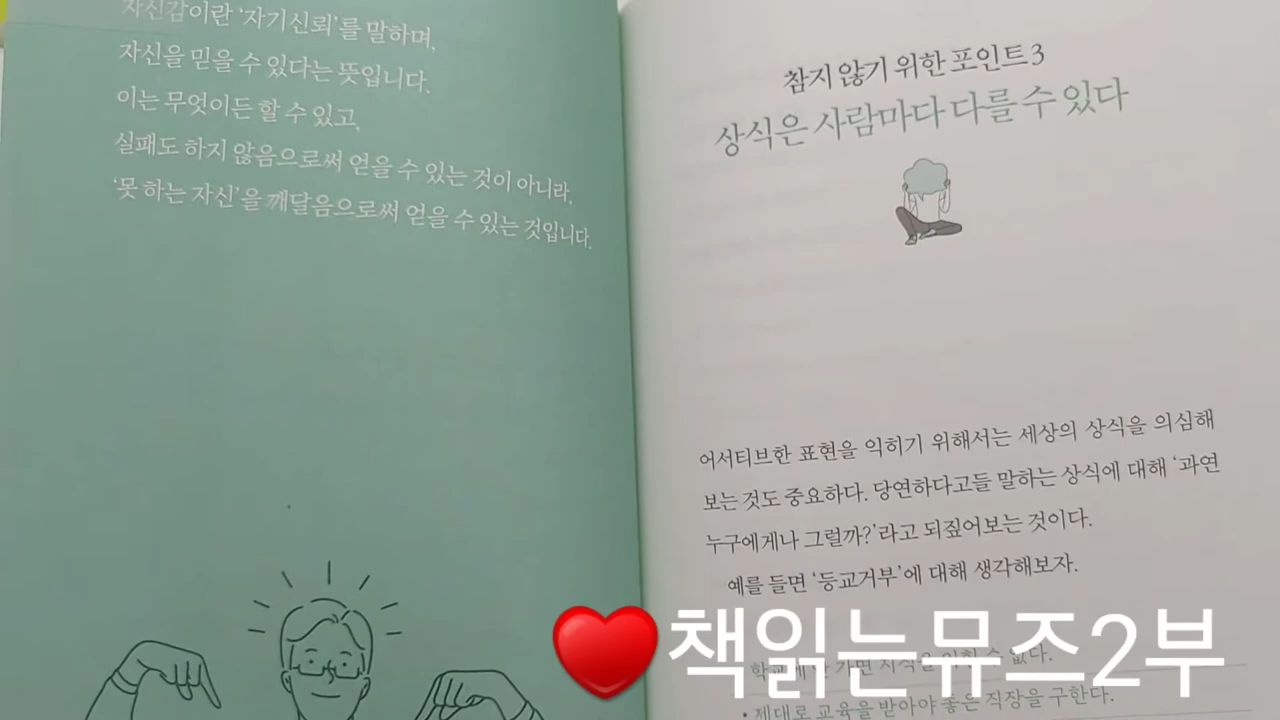 자신감이란 '자기신뢰'를 말하며,
자신을 믿을 수 있다는 뜻입니다.
이는 무엇이든 할 수 있고,
실패도 하지 않음으로써 얻을 수 있는 것이 아니라,
'못 하는 자신'을 깨달음으로써 얻을 수 있는 것입니다.
참지 않기 위한 포인트 3
상식은 사람마다 다를 수 있다
어서티브한 표현을 익히기 위해서는 세상의 상식을 의심해
보는 것도 중요하다. 당연하다고들 말하는 상식에 대해 '과연
누구에게나 그럴까?'라고 되짚어보는 것이다.
예를 들면 '등교거부'에 대해 생각해보자.
❤️책읽는뮤즈2부
가면 지식을 없다.
• 제대로 교육을 받아야 좋은 직장을 구한다.